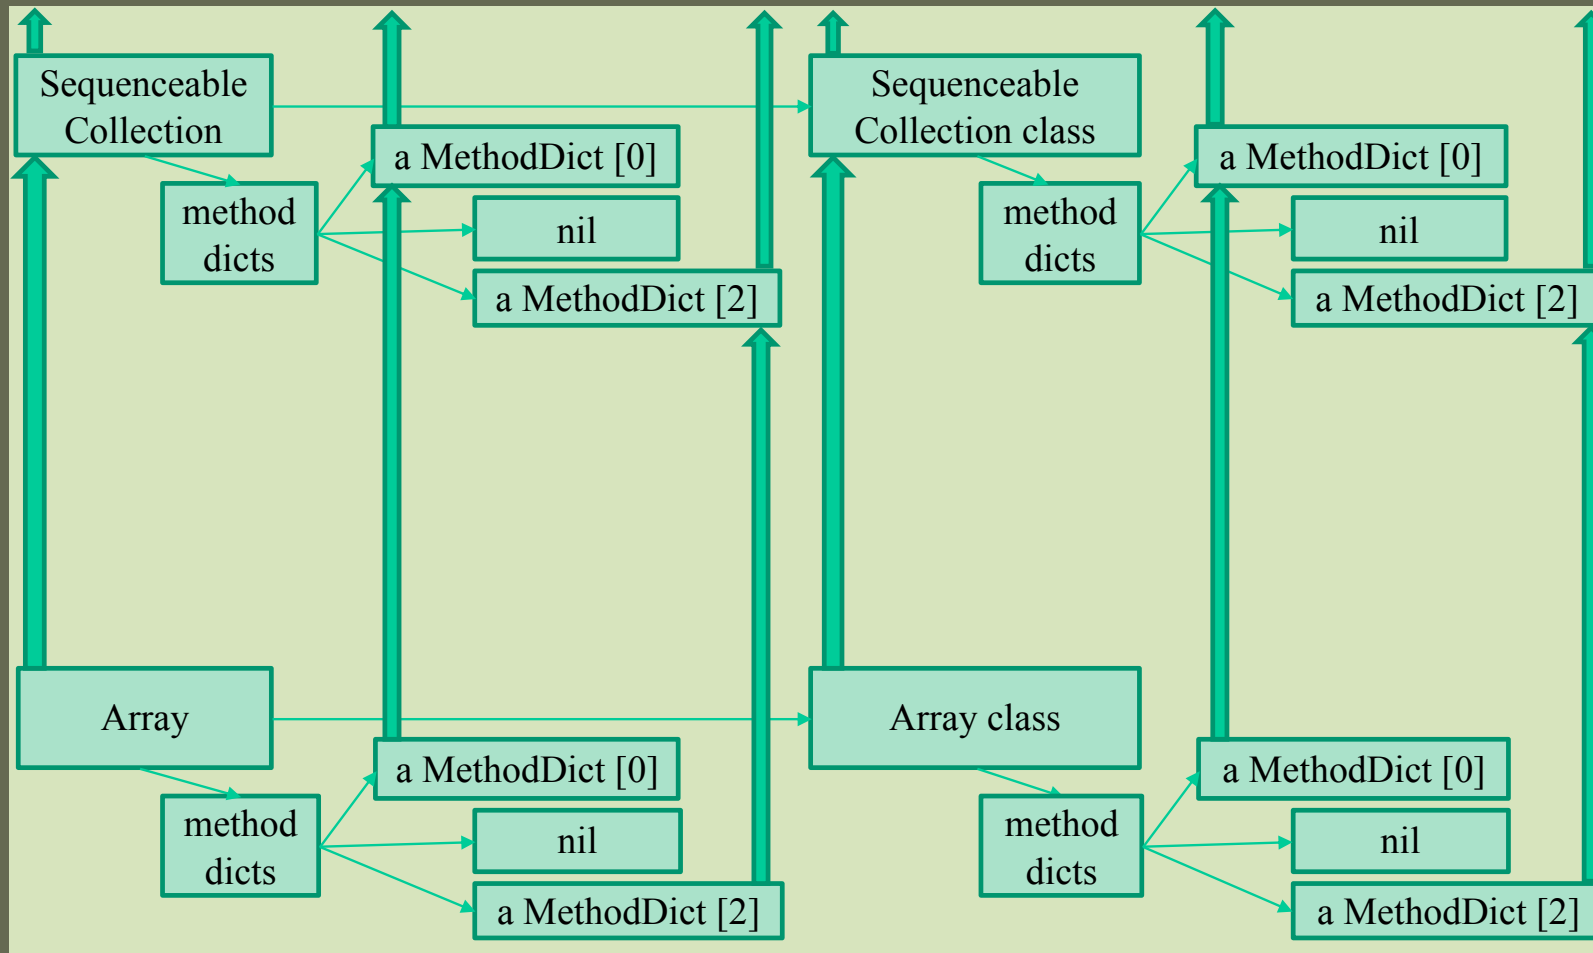 Sequenceable
Collection
a MethodDict [0]
method
dicts
nil
a MethodDict [2]
Sequenceable
Collection class
a MethodDict [0]
method
dicts
nil
a MethodDict [2]
Array
a MethodDict [0]
method
dicts
nil
a MethodDict [2]
Array class
a MethodDict [0]
method
dicts
nil
a MethodDict [2]